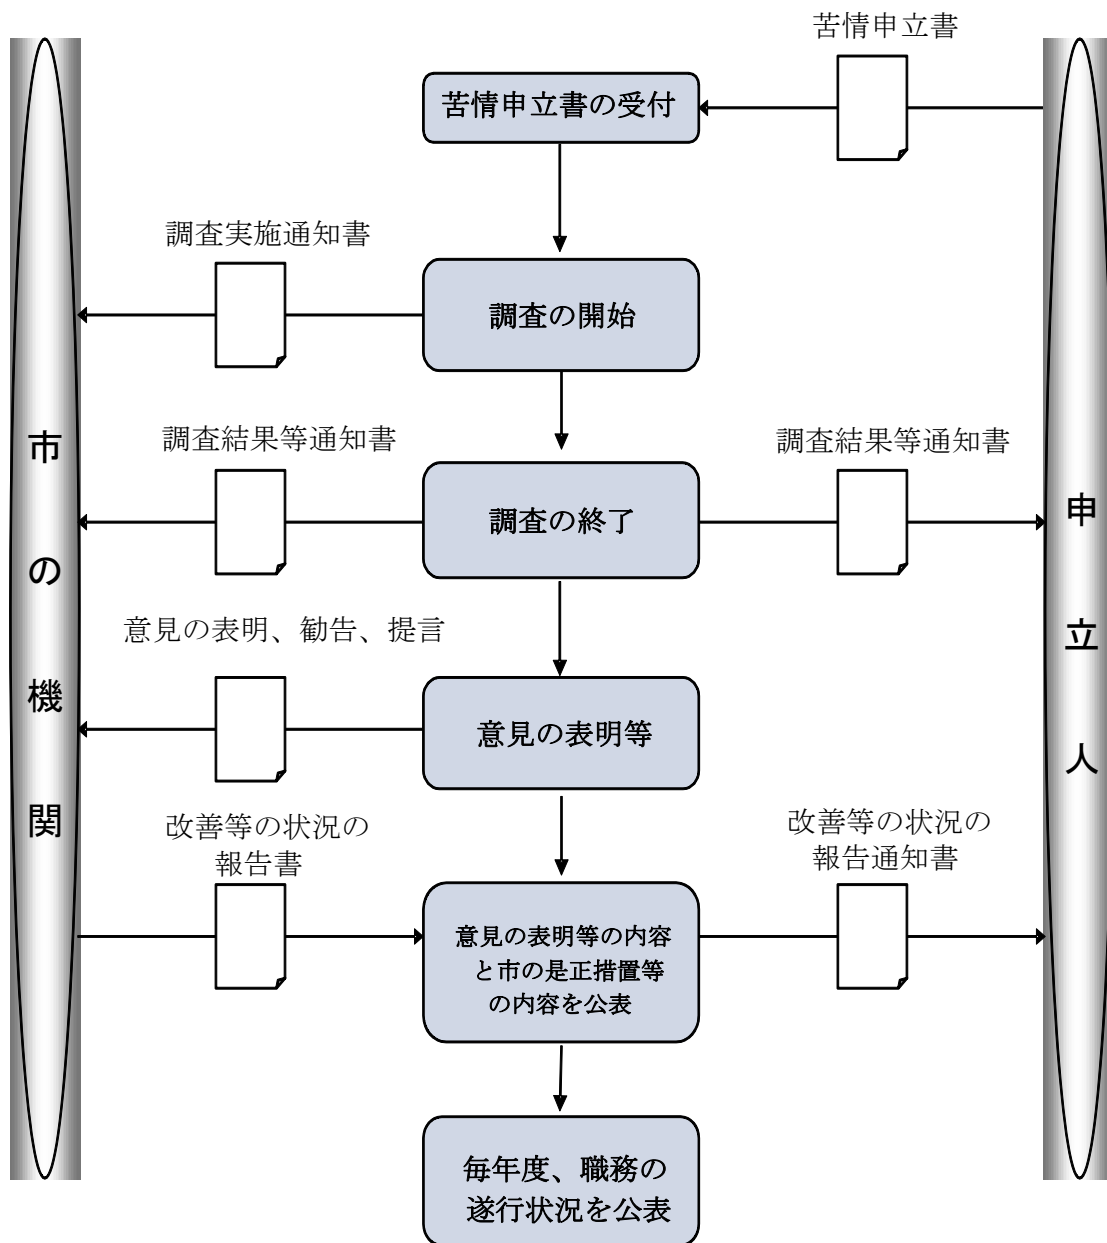 苦情申立書
苦情申立書の受付
調査実施通知書
調査の開始
調査結果等通知書
調査結果等通知書
調査の終了
意見の表明、勧告、提言
意見の表明等
改善等の状況の
報告書
改善等の状況の
報告通知書
意見の表明等の内容
と市の是正措置等
の内容を公表
毎年度、職務の
遂行状況を公表
市の機関
申立人